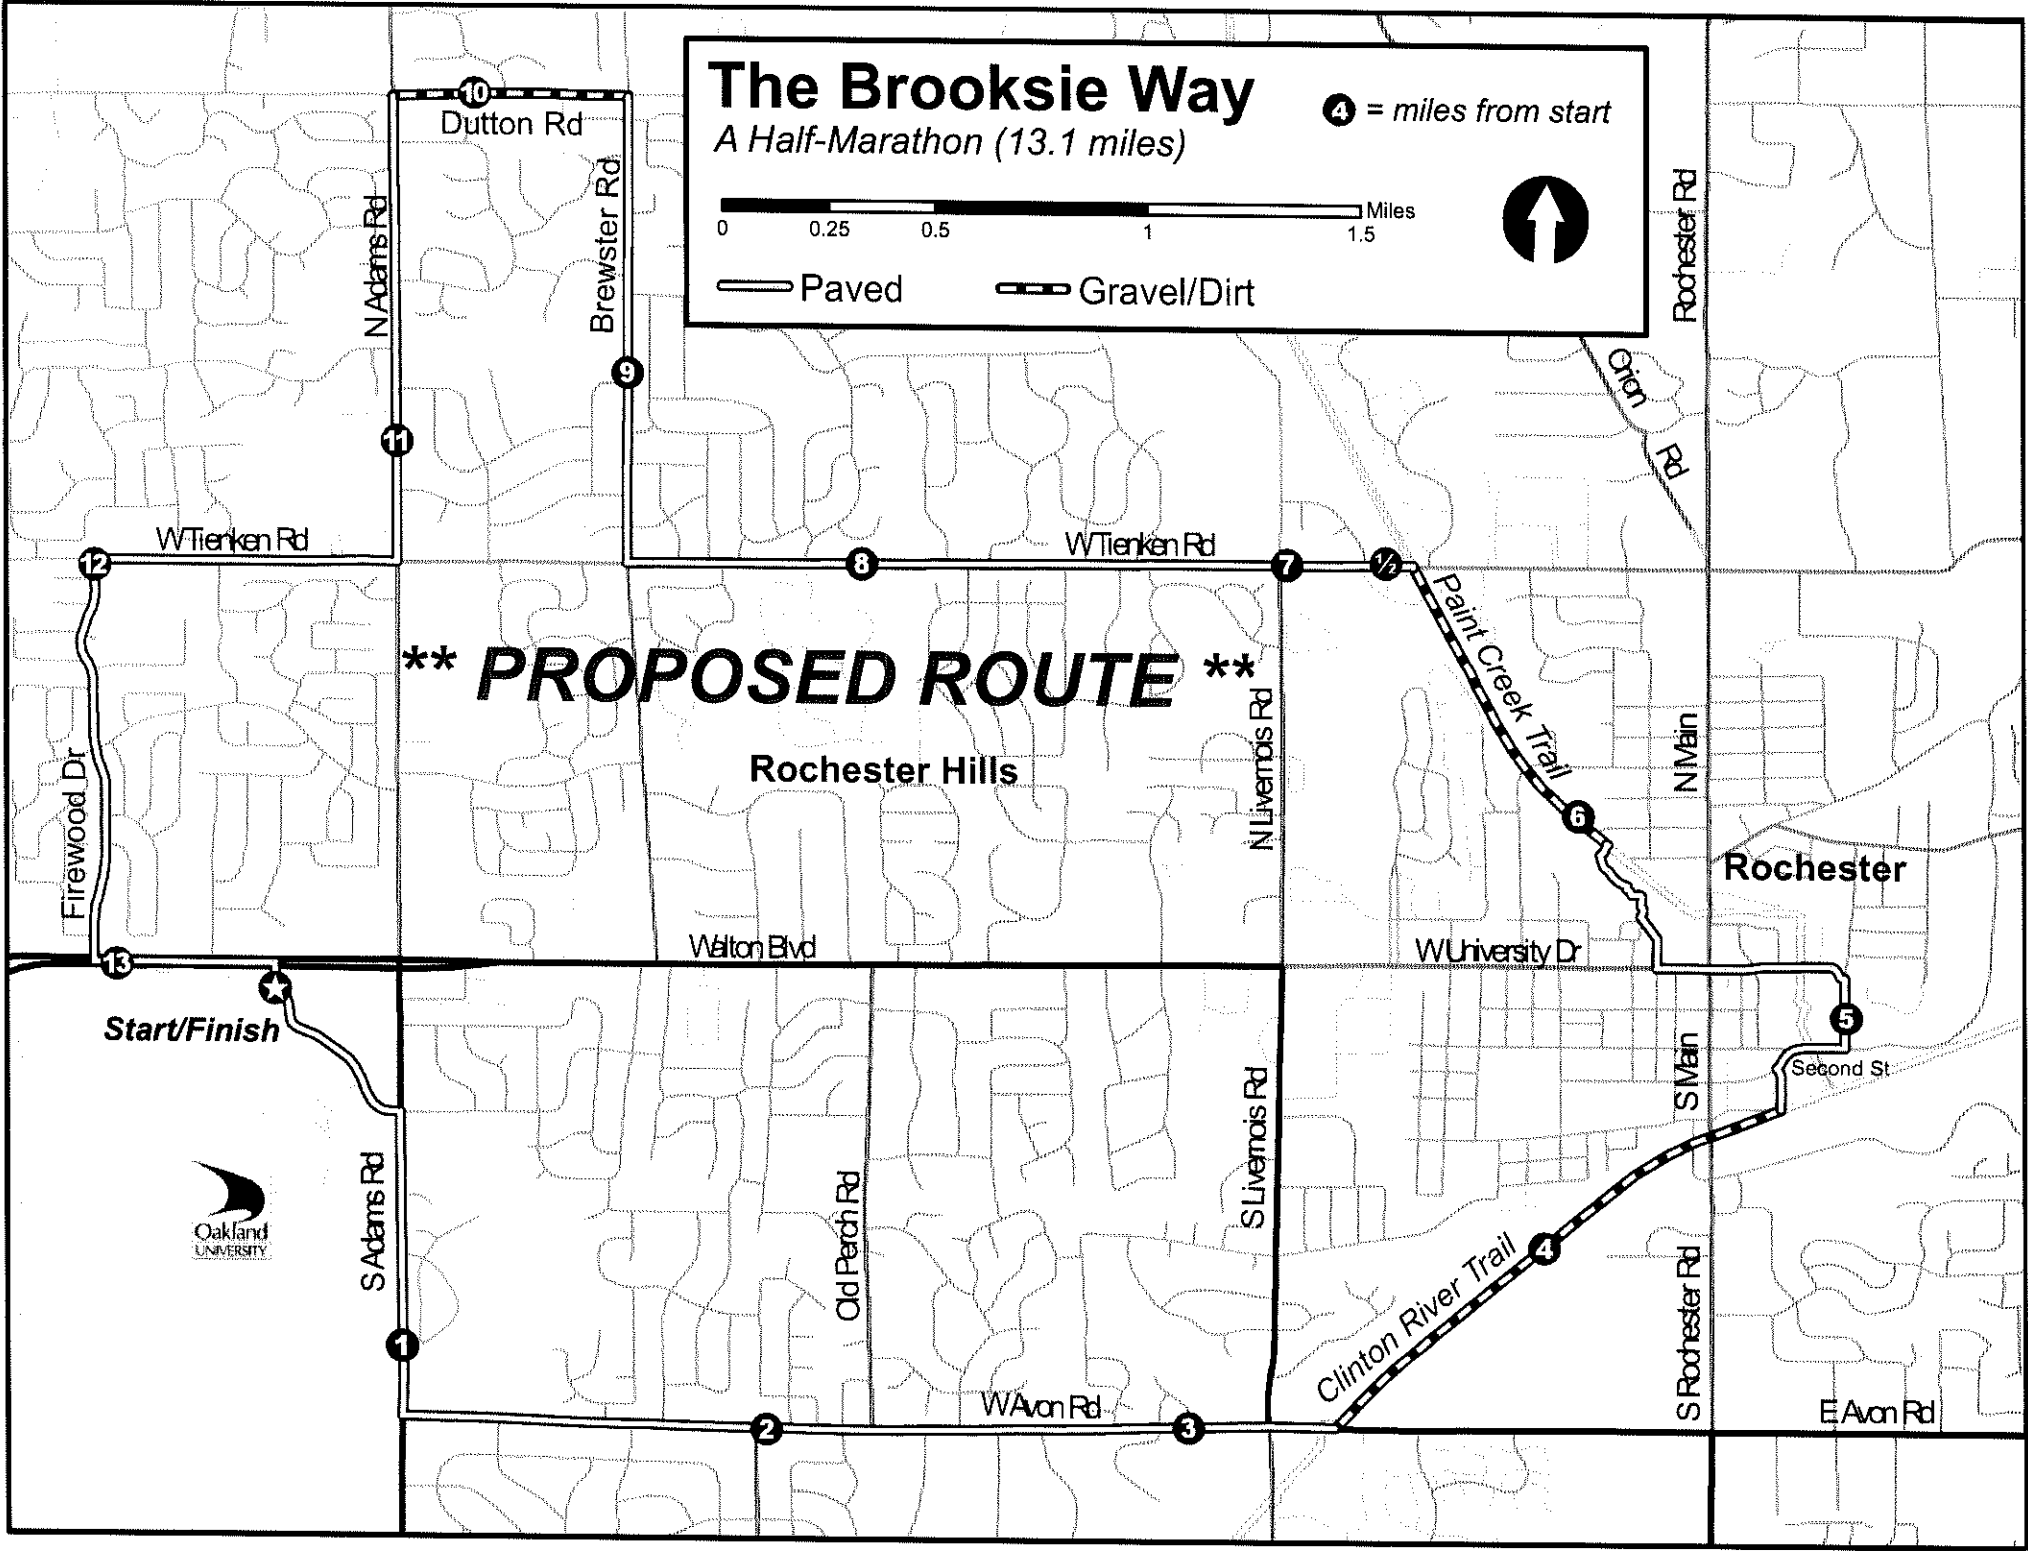 The Brooksie Way
A Half-Marathon (13.1 miles)
4 = miles from start
Miles
0 0.25 0.5 1 1.5
Paved Gravel/Dirt
10
Dutton Rd
N Adams Rd
Brewster Rd
Rochester Rd
9
11
Orion Rd
W Tienken Rd
W Tienken Rd
12
8
7
½
Paint Creek Trail
** PROPOSED ROUTE **
Rochester Hills
N Livernois Rd
N Main
Firewood Dr
6
Rochester
Walton Blvd
W University Dr
13
Start/Finish
5
S Main
Second St
S Livernois Rd
S Adams Rd
Old Perch Rd
Oakland
UNIVERSITY
4
Clinton River Trail
S Rochester Rd
1
W Avon Rd
E Avon Rd
2
3